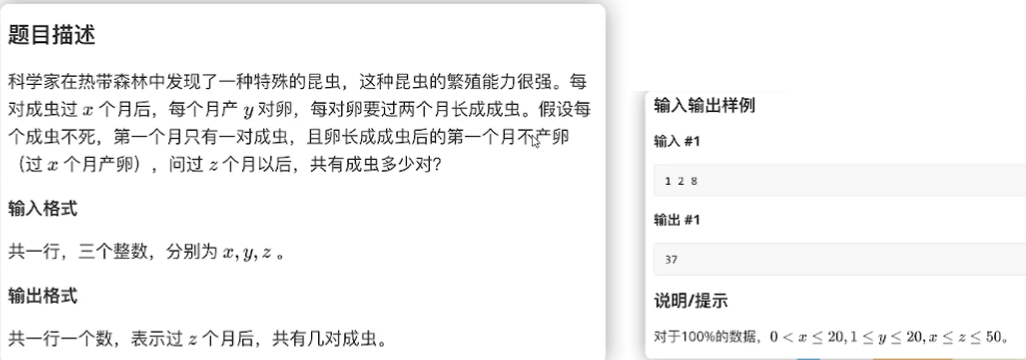 题目描述
科学家在热带森林中发现了一种特殊的昆虫，这种昆虫的繁殖能力很强。每
对成虫过 x 个月后，每个月产 y 对卵，每对卵要过两个月长成成虫。假设每
个成虫不死，第一个月只有一对成虫，且卵长成成虫后的第一个月不产卵
（过 x 个月产卵），问过 z 个月以后，共有成虫多少对？
输入格式
共一行，三个整数，分别为 x, y, z 。
输出格式
共一行一个数，表示过 z 个月后，共有几对成虫。
输入输出样例
输入 #1
1 2 8
输出 #1
37
说明/提示
对于100%的数据，0 < x ≤ 20, 1 ≤ y ≤ 20, x ≤ z ≤ 50。